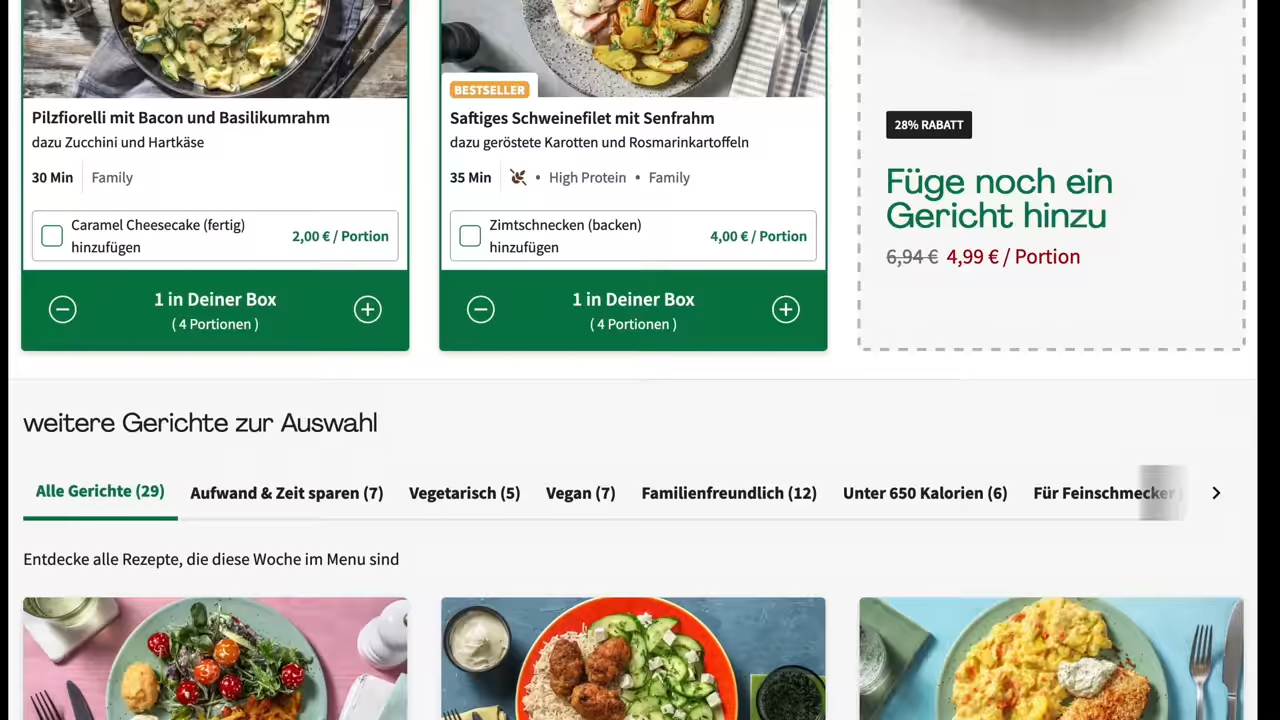 Pilzfiorelli mit Bacon und Basilikumrahm
dazu Zucchini und Hartkäse
30 Min Family
Caramel Cheesecake (fertig)
hinzufügen
2,00 € / Portion
1 in Deiner Box
( 4 Portionen )
BESTSELLER
Saftiges Schweinefilet mit Senfrahm
dazu geröstete Karotten und Rosmarinkartoffeln
35 Min • High Protein • Family
Zimtschnecken (backen)
hinzufügen
4,00 € / Portion
1 in Deiner Box
( 4 Portionen )
28% RABATT
Füge noch ein
Gericht hinzu
6,94 € 4,99 € / Portion
weitere Gerichte zur Auswahl
Alle Gerichte (29) Aufwand & Zeit sparen (7) Vegetarisch (5) Vegan (7) Familienfreundlich (12) Unter 650 Kalorien (6) Für Feinschmecker
Entdecke alle Rezepte, die diese Woche im Menu sind